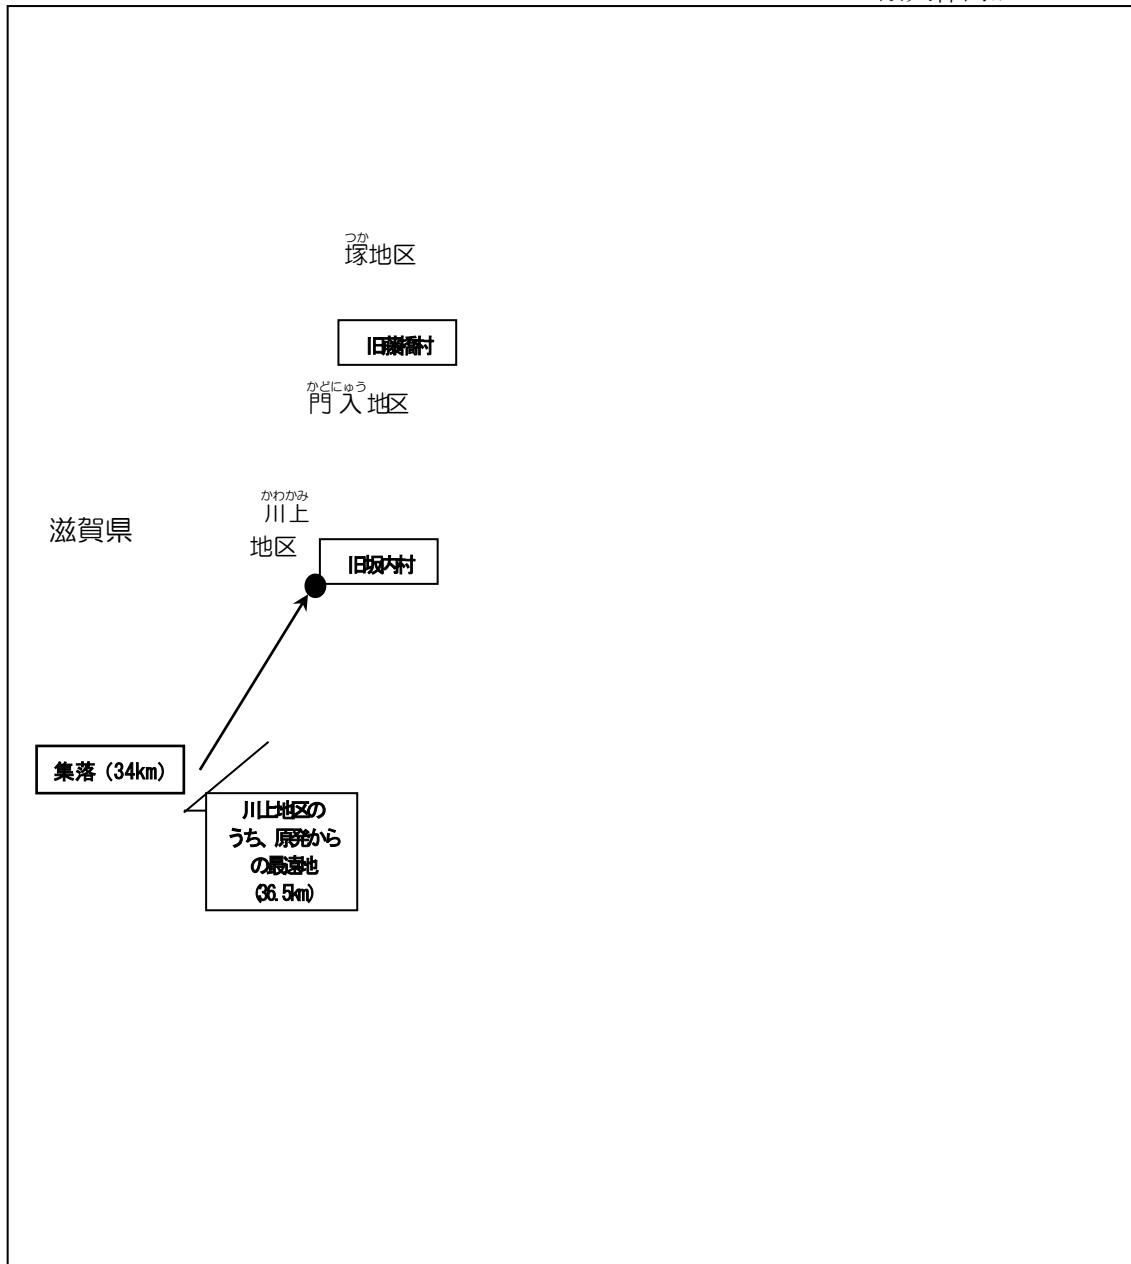 つか
塚地区
旧藤橋村
かどにゅう
門入地区
かわかみ
川上
地区
滋賀県
旧坂内村
集落（34km）
川上地区の
うち、原発から
の最遠地
(36.5km)